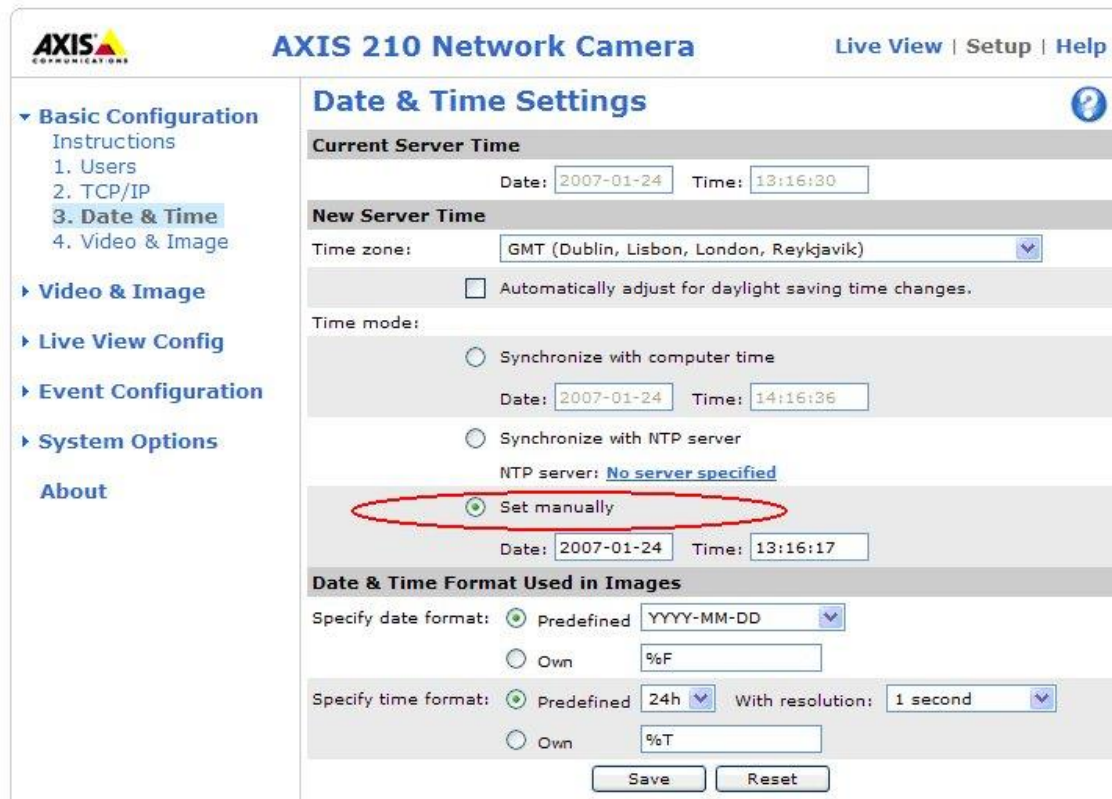 AXIS
COMMUNICATIONS
AXIS 210 Network Camera
Live View | Setup | Help
Basic Configuration
Instructions
1. Users
2. TCP/IP
3. Date & Time
4. Video & Image
Video & Image
Live View Config
Event Configuration
System Options
About
Date & Time Settings
?
Current Server Time
Date: 2007-01-24 Time: 13:16:30
New Server Time
Time zone: GMT (Dublin, Lisbon, London, Reykjavik)
Automatically adjust for daylight saving time changes.
Time mode:
Synchronize with computer time
Date: 2007-01-24 Time: 14:16:36
Synchronize with NTP server
NTP server: No server specified
Set manually
Date: 2007-01-24 Time: 13:16:17
Date & Time Format Used in Images
Specify date format: Predefined YYYY-MM-DD
Own %F
Specify time format: Predefined 24h With resolution: 1 second
Own %T
Save Reset